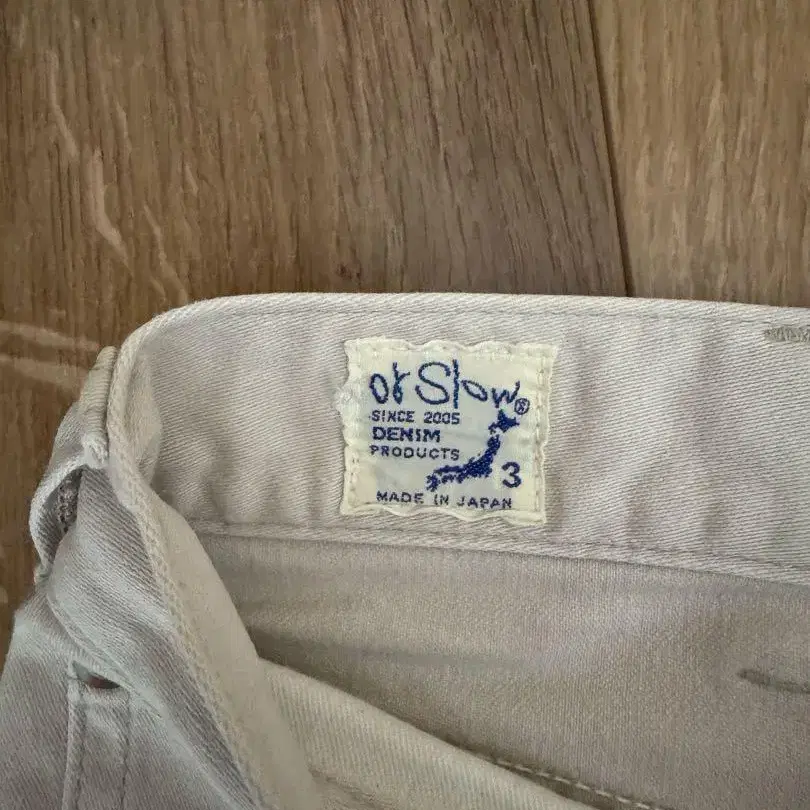 or Slow®
SINCE 2005
DENIM
PRODUCTS
3
MADE IN JAPAN